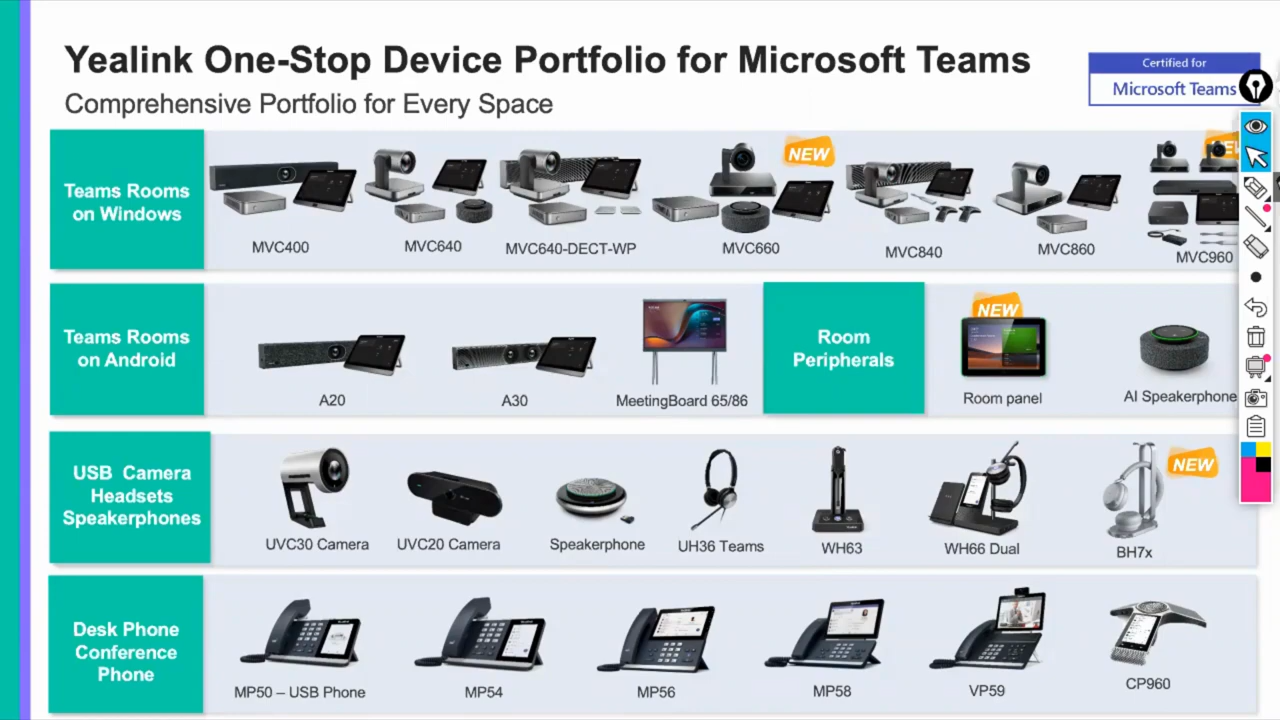 Yealink One-Stop Device Portfolio for Microsoft Teams
Comprehensive Portfolio for Every Space
Certified for
Microsoft Teams
Teams Rooms
on Windows
NEW
MVC400
MVC640
MVC640-DECT-WP
MVC660
MVC840
MVC860
MVC960
Teams Rooms
on Android
A20
A30
MeetingBoard 65/86
Room
Peripherals
NEW
Room panel
AI Speakerphone
USB Camera
Headsets
Speakerphones
UVC30 Camera
UVC20 Camera
Speakerphone
UH36 Teams
WH63
WH66 Dual
NEW
BH7x
Desk Phone
Conference
Phone
MP50 – USB Phone
MP54
MP56
MP58
VP59
CP960